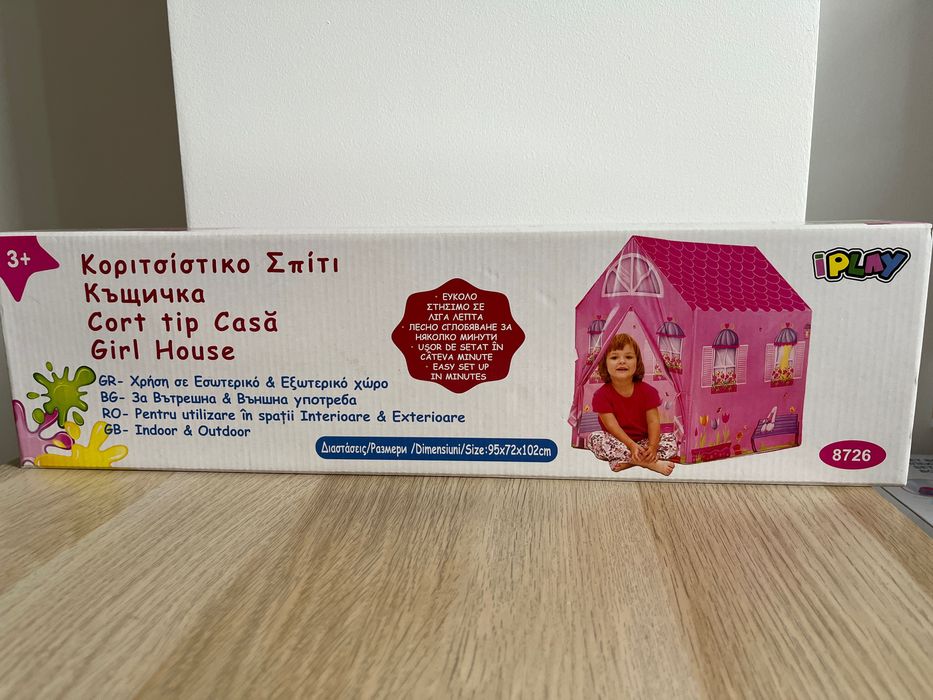 3+
Κοριτσίστικο Σπίτι
Къщичка
Cort tip Casă
Girl House
GR- Χρήση σε Εσωτερικό & Εξωτερικό χώρο
BG- За Вътрешна & Външна употреба
RO- Pentru utilizare în spații Interioare & Exterioare
GB- Indoor & Outdoor
· ΕΥΚΟΛΟ
ΣΤΗΣΙΜΟ ΣΕ
ΛΙΓΑ ΛΕΠΤΑ
· ЛЕСНО СГЛОБЯВАНЕ ЗА
НЯКОЛКО МИНУТИ
· UȘOR DE SETAT ÎN
CÂTEVA MINUTE
· EASY SET UP
IN MINUTES
Διαστάσεις/Размери /Dimensiuni/Size:95x72x102cm
iPLAY
8726